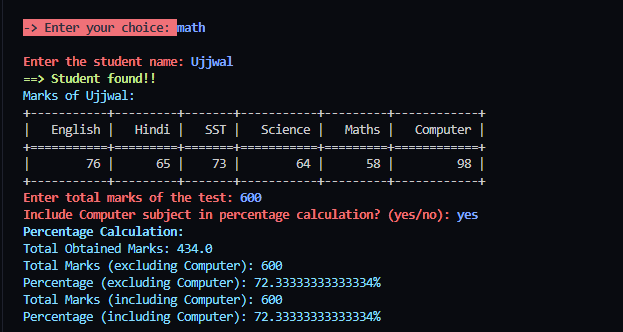 -> Enter your choice: math
Enter the student name: Ujjwal
==> Student found!!
Marks of Ujjwal:
+-----------+---------+-------+-----------+---------+------------+
| English | Hindi | SST | Science | Maths | Computer |
+===========+=========+=======+===========+=========+============+
| 76 | 65 | 73 | 64 | 58 | 98 |
+-----------+---------+-------+-----------+---------+------------+
Enter total marks of the test: 600
Include Computer subject in percentage calculation? (yes/no): yes
Percentage Calculation:
Total Obtained Marks: 434.0
Total Marks (excluding Computer): 600
Percentage (excluding Computer): 72.33333333333334%
Total Marks (including Computer): 600
Percentage (including Computer): 72.33333333333334%